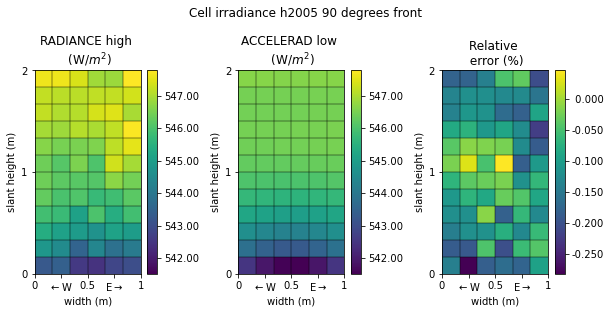 Cell irradiance h2005 90 degrees front
RADIANCE high
(W/m²)
ACCELERAD low
(W/m²)
Relative
error (%)
slant height (m)
2
1
0
0
←W
0.5
E→
1
width (m)
547.00
546.00
545.00
544.00
543.00
542.00
slant height (m)
2
1
0
0
←W
0.5
E→
1
width (m)
547.00
546.00
545.00
544.00
543.00
542.00
slant height (m)
2
1
0
0
←W
0.5
E→
1
width (m)
0.000
-0.050
-0.100
-0.150
-0.200
-0.250